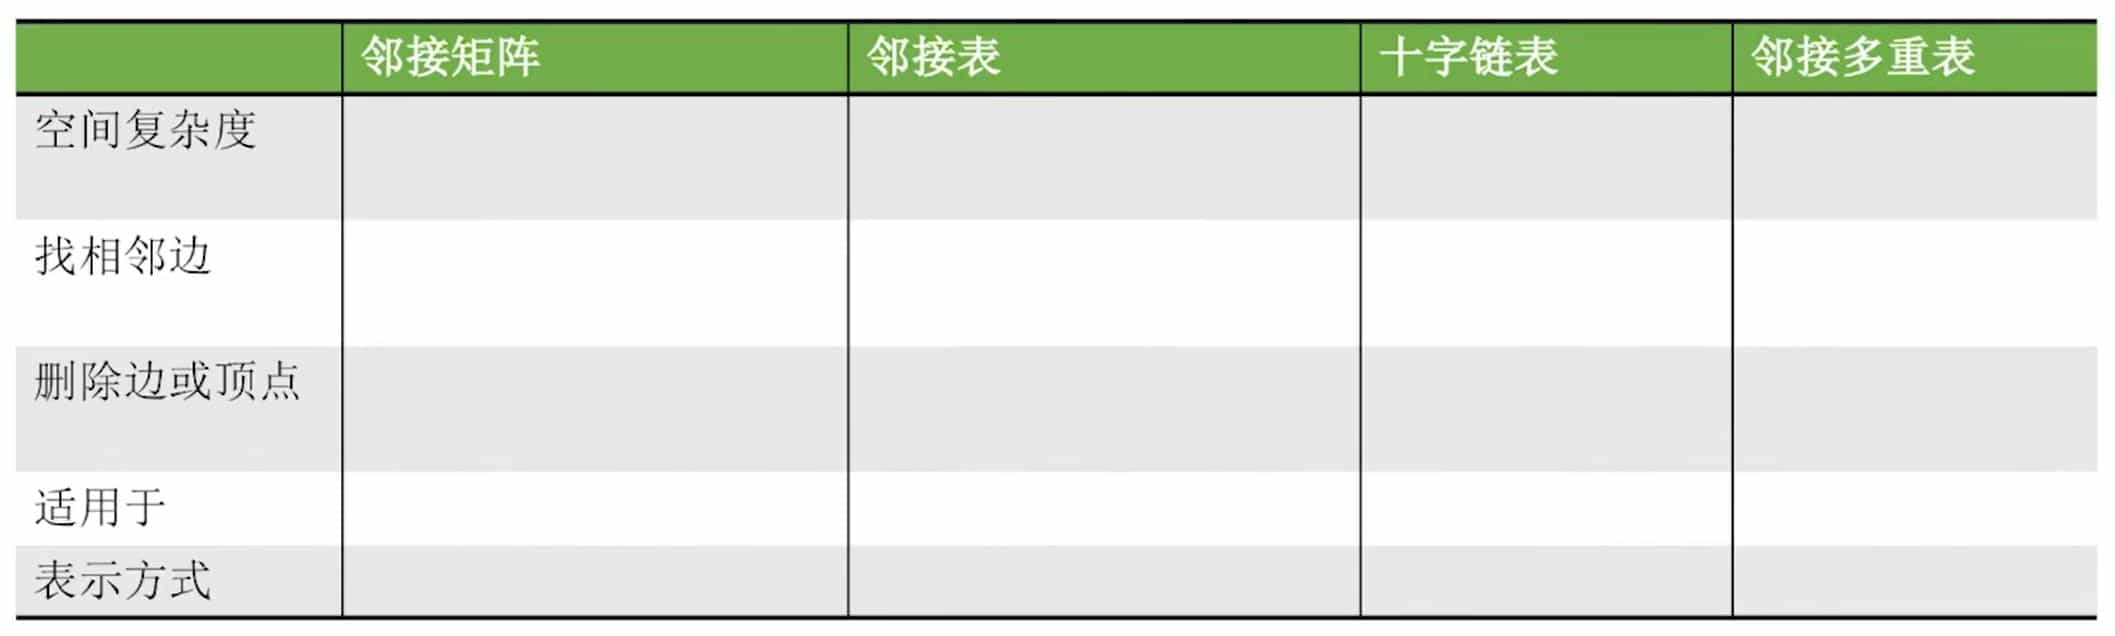 邻接矩阵 邻接表 十字链表 邻接多重表
空间复杂度
找相邻边
删除边或顶点
适用于
表示方式